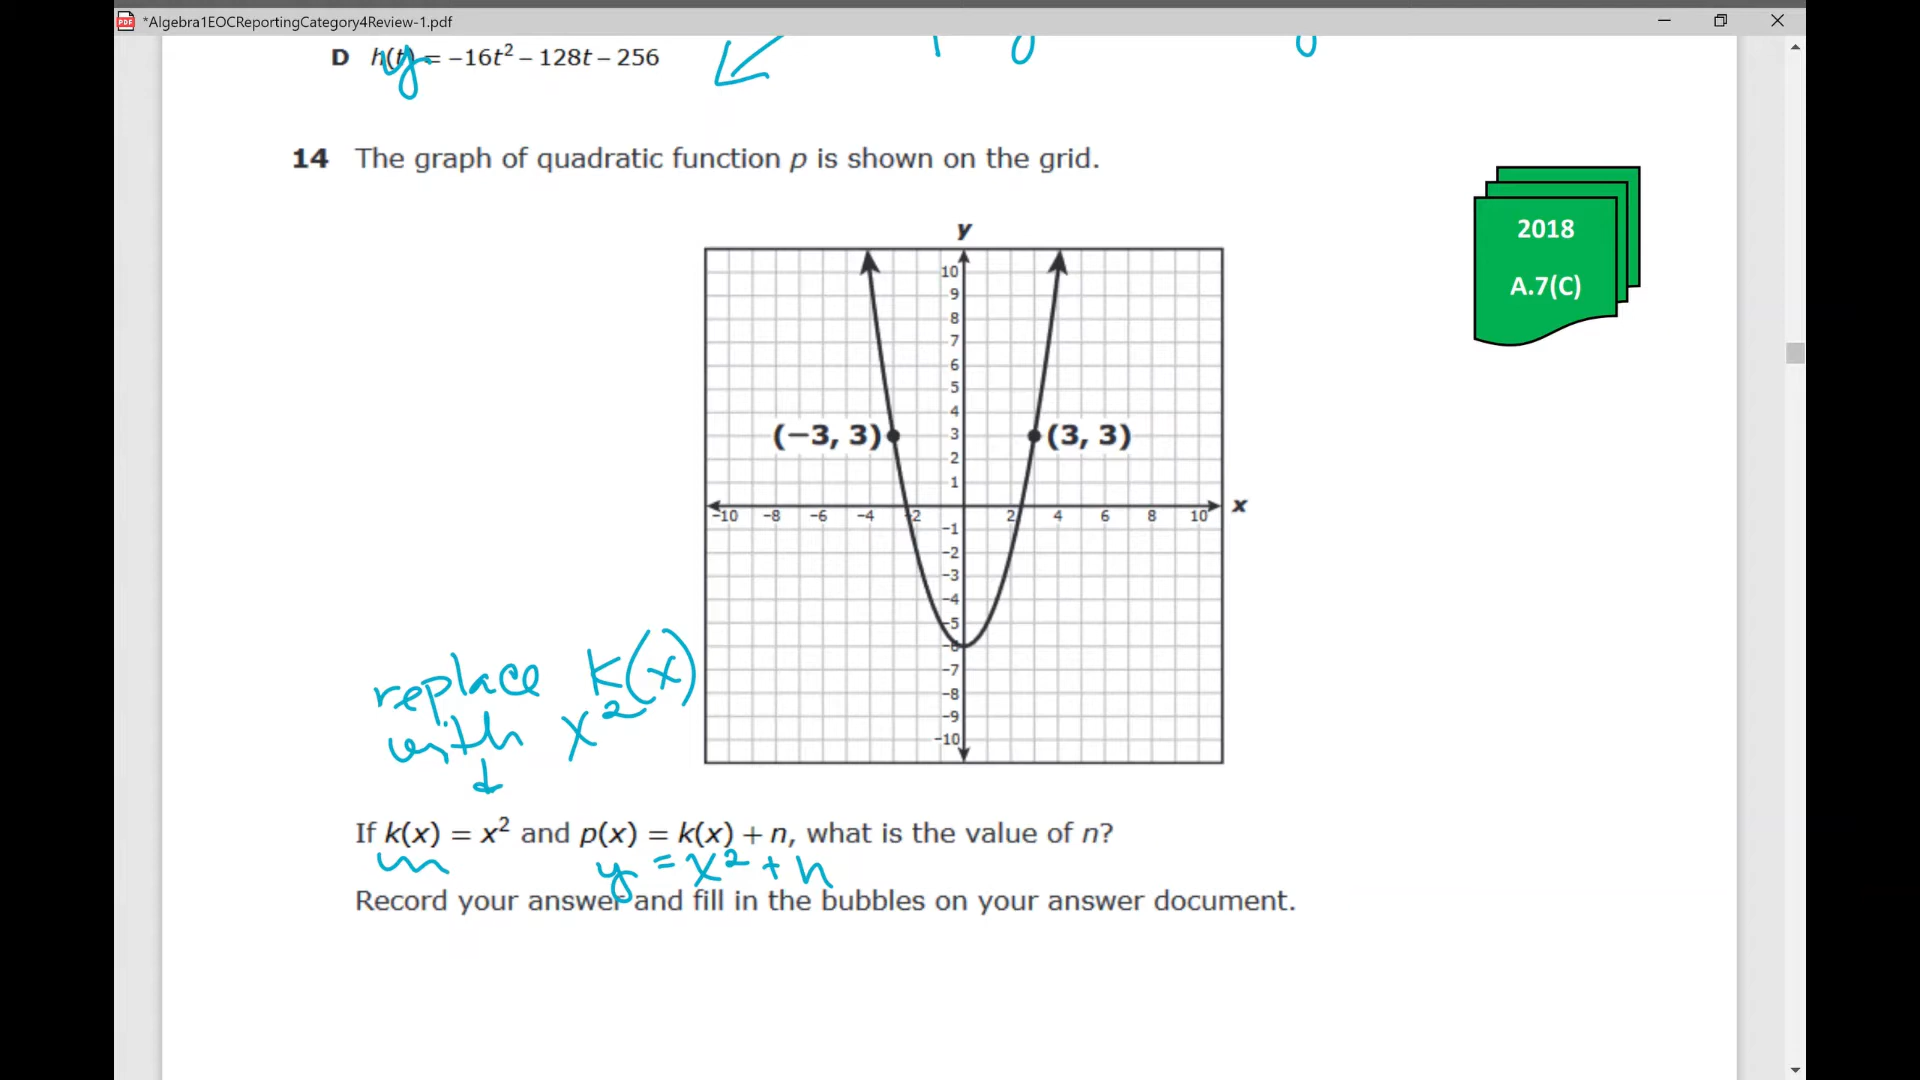 *Algebra1EOCReportingCategory4Review-1.pdf
D h(t) = −16t² − 128t − 256
y
14 The graph of quadratic function p is shown on the grid.
2018
A.7(C)
y
10
9
8
7
6
5
4
(−3, 3) 3 (3, 3)
2
1
x
−10 −8 −6 −4 −2 2 4 6 8 10
−1
−2
−3
−4
−5
−6
−7
−8
−9
−10
replace k(x)
with x²
If k(x) = x² and p(x) = k(x) + n, what is the value of n?
y = x² + n
Record your answer and fill in the bubbles on your answer document.